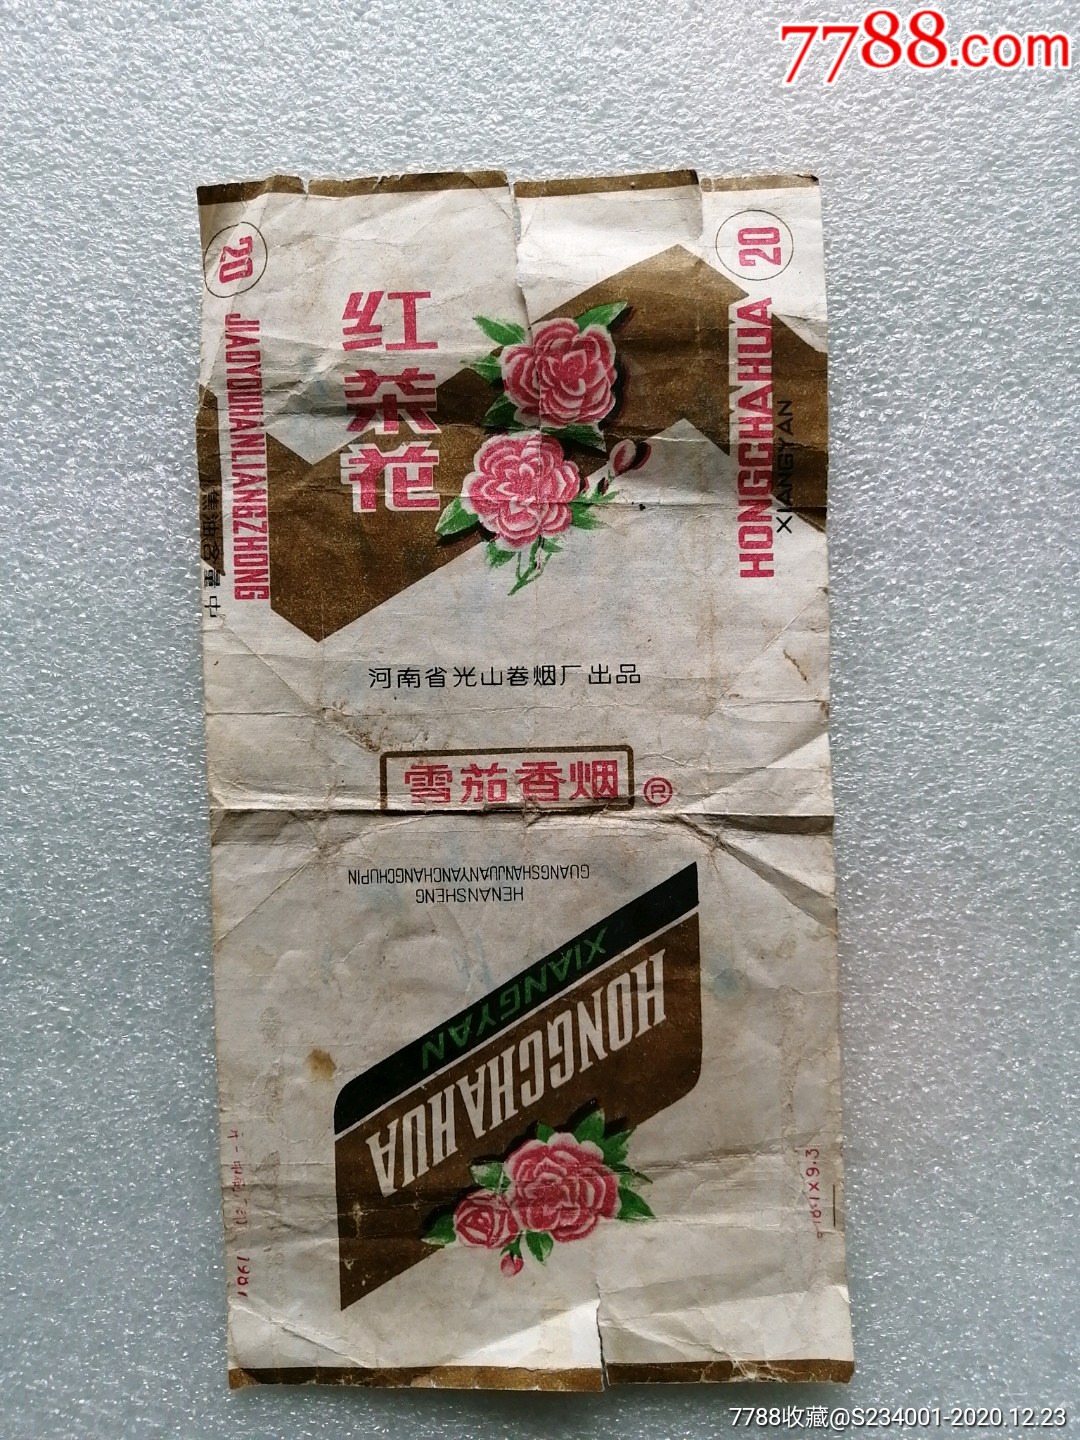 7788.com
20
JIAOYOUHANLIANGZHONG
焦油含量中
红茶花
20
HONGCHAHUA
XIANGYAN
河南省光山卷烟厂出品
雪茄香烟 ®
HENANSHENG
GUANGSHANJUANYANCHANGCHUPIN
XIANGYAN
HONGCHAHUA
7788收藏@S234001-2020.12.23